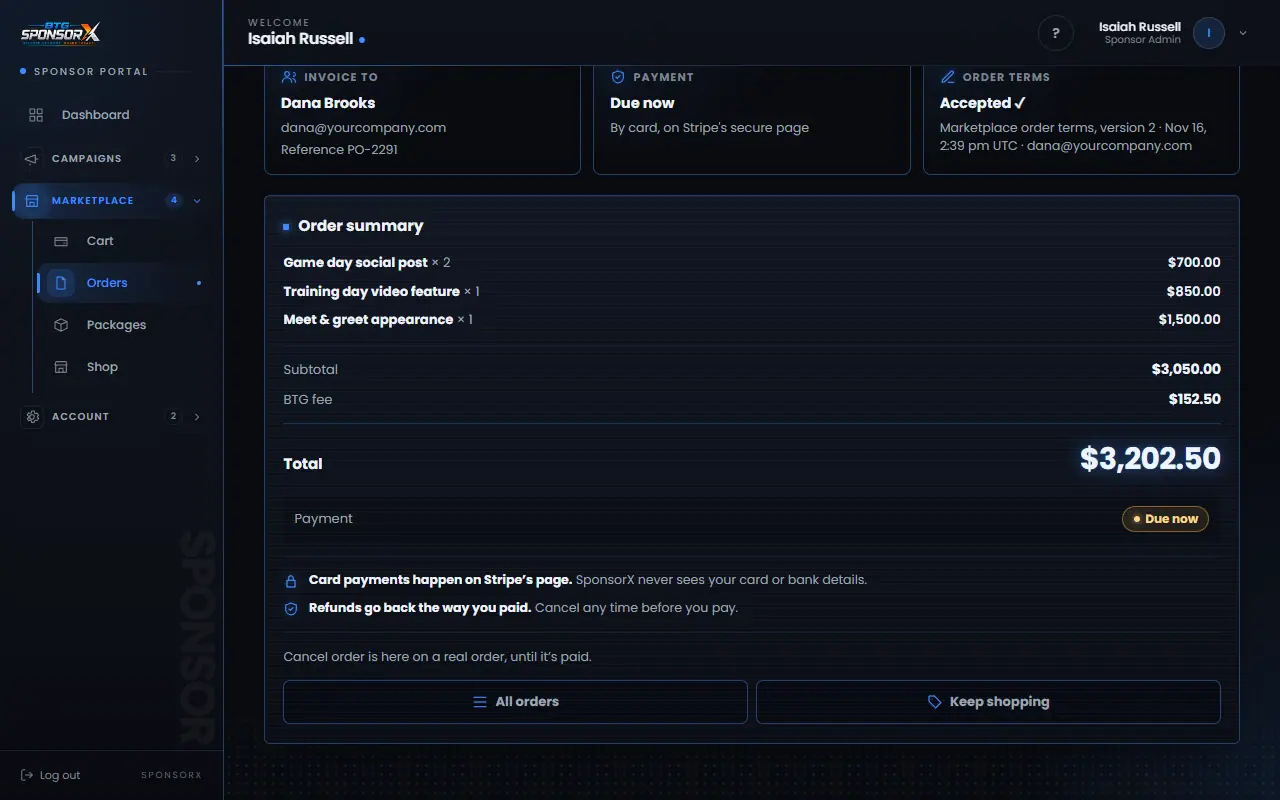 BTG
SPONSORX
SPONSOR PORTAL
Dashboard
CAMPAIGNS 3
MARKETPLACE 4
Cart
Orders
Packages
Shop
ACCOUNT 2
SPONSOR
Log out
SPONSORX
WELCOME
Isaiah Russell
?
Isaiah Russell
Sponsor Admin
I
INVOICE TO
Dana Brooks
dana@yourcompany.com
Reference PO-2291
PAYMENT
Due now
By card, on Stripe's secure page
ORDER TERMS
Accepted ✓
Marketplace order terms, version 2 · Nov 16,
2:39 pm UTC · dana@yourcompany.com
Order summary
Game day social post × 2 $700.00
Training day video feature × 1 $850.00
Meet & greet appearance × 1 $1,500.00
Subtotal $3,050.00
BTG fee $152.50
Total $3,202.50
Payment Due now
Card payments happen on Stripe’s page. SponsorX never sees your card or bank details.
Refunds go back the way you paid. Cancel any time before you pay.
Cancel order is here on a real order, until it’s paid.
All orders
Keep shopping